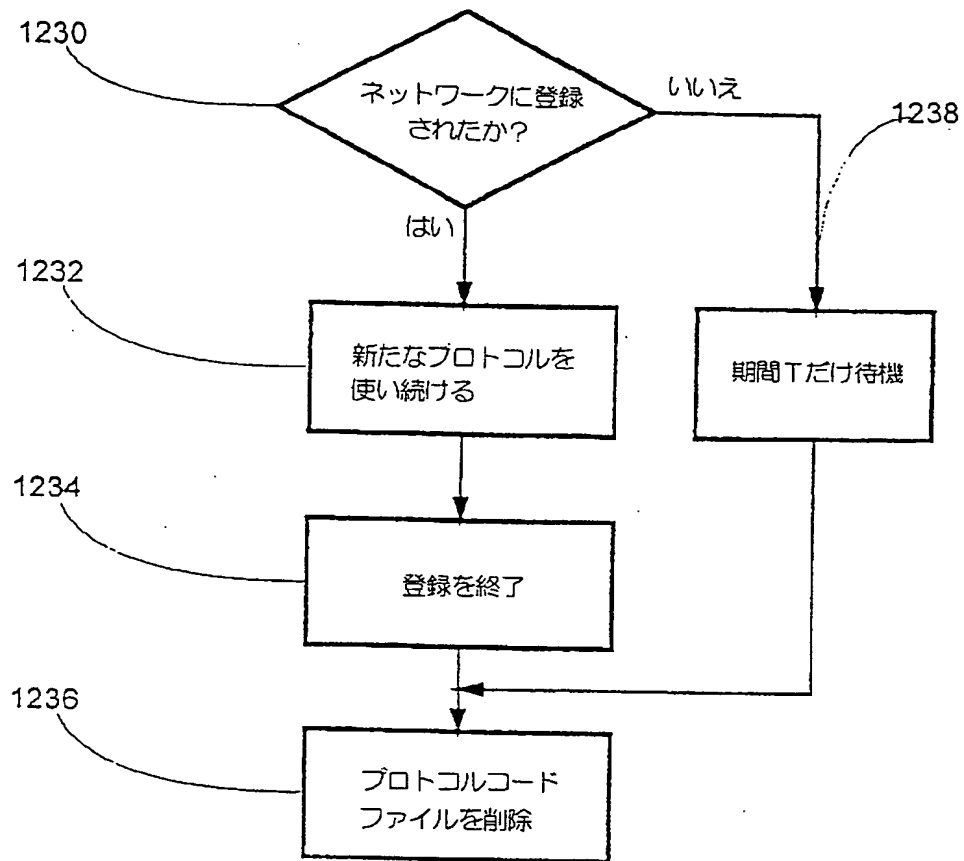 1230
ネットワークに登録
されたか？
いいえ
1238
はい
1232
新たなプロトコルを
使い続ける
期間Tだけ待機
1234
登録を終了
1236
プロトコルコード
ファイルを削除